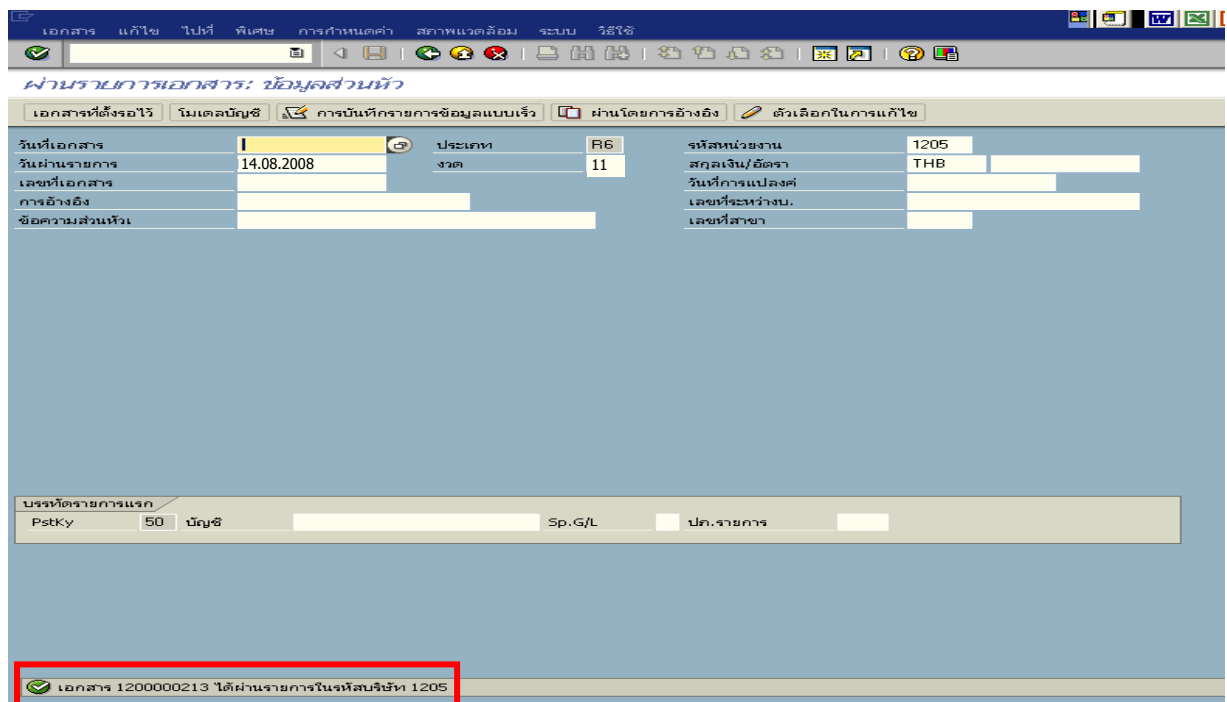 เอกสาร แก้ไข ไปที่ พิเศษ การกำหนดค่า สภาพแวดล้อม ระบบ วิธีใช้
ผ่านรายการเอกสาร: ข้อมูลส่วนหัว
เอกสารที่ตั้งรอไว้ โมเดลบัญชี การบันทึกรายการข้อมูลแบบเร็ว ผ่านโดยการอ้างอิง ตัวเลือกในการแก้ไข
วันที่เอกสาร ประเภท R6 รหัสหน่วยงาน 1205
วันผ่านรายการ 14.08.2008 งวด 11 สกุลเงิน/อัตรา THB
เลขที่เอกสาร วันที่การแปลงค่
การอ้างอิง เลขที่ระหว่างบ.
ข้อความส่วนหัวเ เลขที่สาขา
บรรทัดรายการแรก
PstKy 50 บัญชี Sp.G/L ปภ.รายการ
เอกสาร 1200000213 ได้ผ่านรายการในรหัสบริษัท 1205